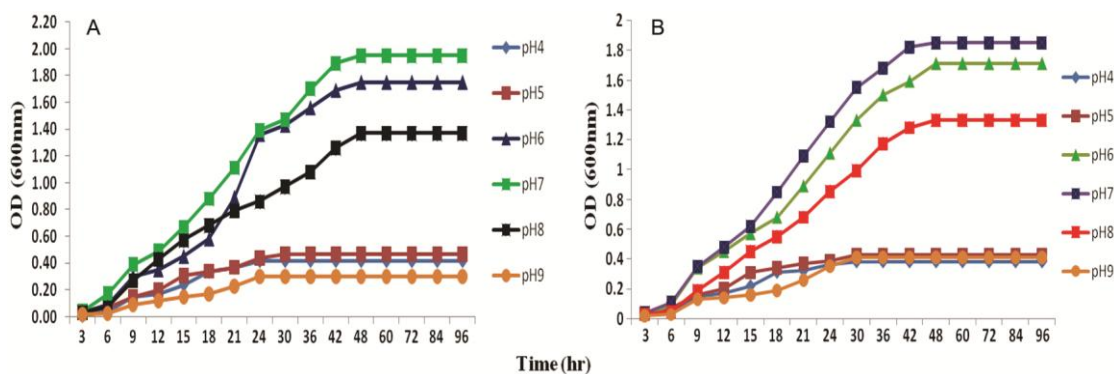 A
2.20
2.00
1.80
1.60
1.40
1.20
1.00
0.80
0.60
0.40
0.20
0.00
OD (600nm)
3 6 9 12 15 18 21 24 30 36 42 48 60 72 84 96
pH4
pH5
pH6
pH7
pH8
pH9
B
2
1.8
1.6
1.4
1.2
1
0.8
0.6
0.4
0.2
0
OD (600nm)
3 6 9 12 15 18 21 24 30 36 42 48 60 72 84 96
pH4
pH5
pH6
pH7
pH8
pH9
Time (hr)